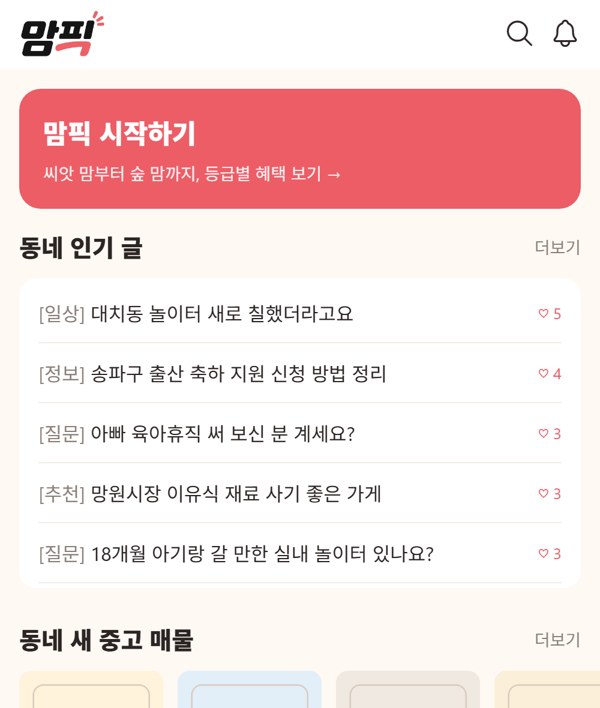 맘픽
맘픽 시작하기
씨앗 맘부터 숲 맘까지, 등급별 혜택 보기 →
동네 인기 글
더보기
[일상] 대치동 놀이터 새로 칠했더라고요 ♡ 5
[정보] 송파구 출산 축하 지원 신청 방법 정리 ♡ 4
[질문] 아빠 육아휴직 써 보신 분 계세요? ♡ 3
[추천] 망원시장 이유식 재료 사기 좋은 가게 ♡ 3
[질문] 18개월 아기랑 갈 만한 실내 놀이터 있나요? ♡ 3
동네 새 중고 매물
더보기